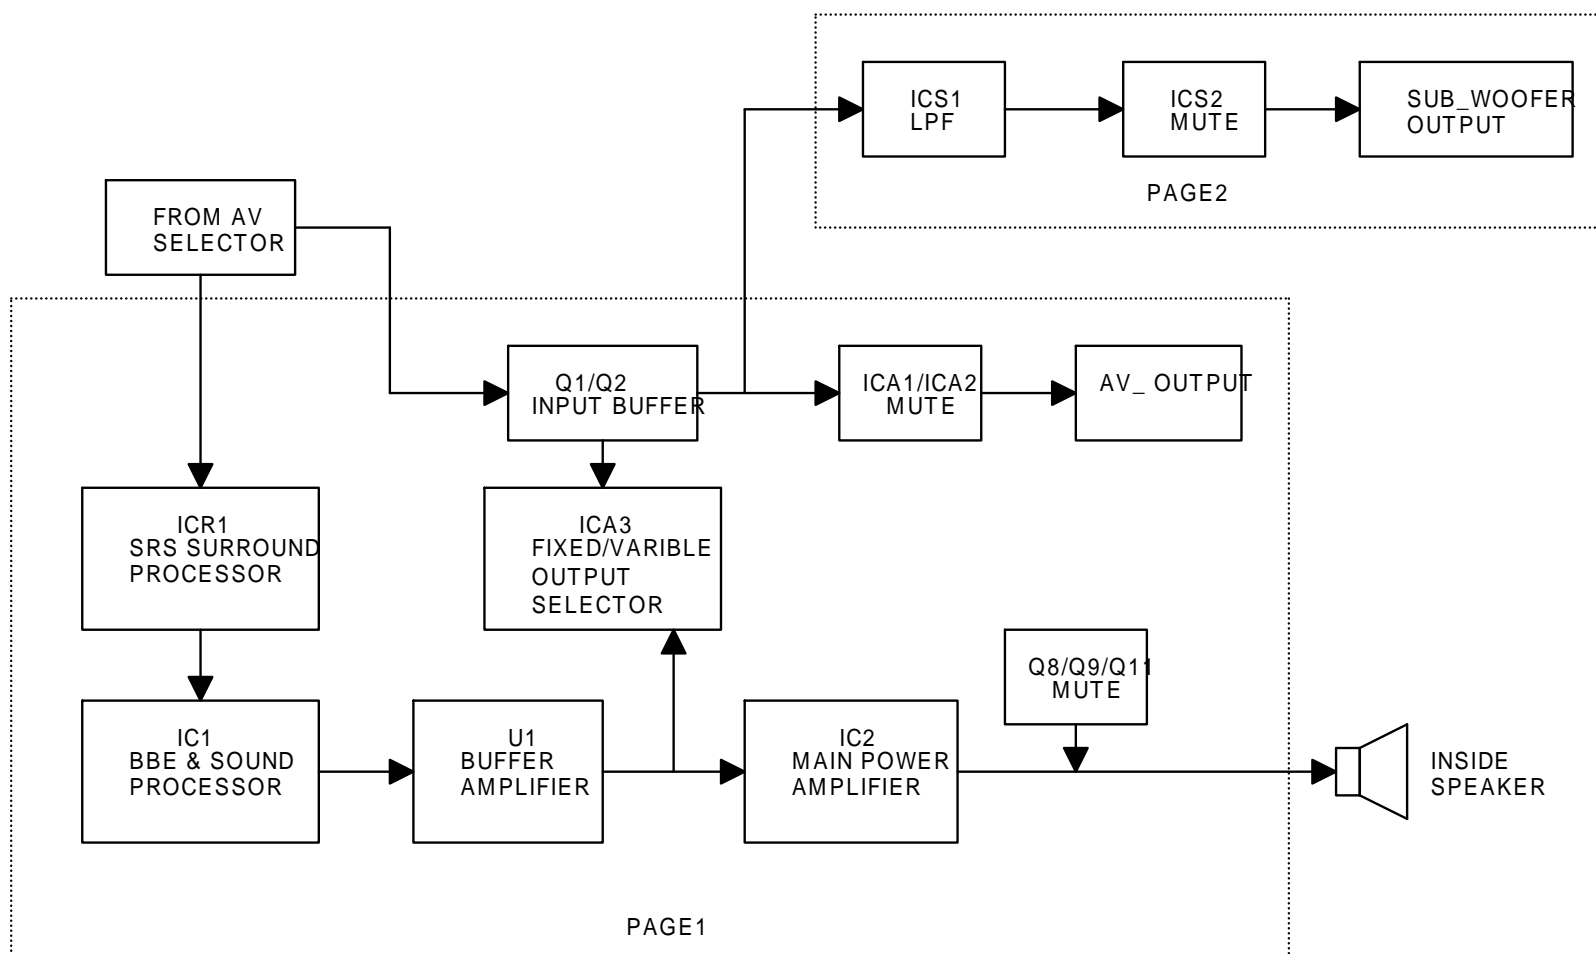 ICS1
LPF
ICS2
MUTE
SUB_WOOFER
OUTPUT
PAGE2
FROM AV
SELECTOR
Q1/Q2
INPUT BUFFER
ICA1/ICA2
MUTE
AV_ OUTPUT
ICR1
SRS SURROUND
PROCESSOR
ICA3
FIXED/VARIBLE
OUTPUT
SELECTOR
Q8/Q9/Q11
MUTE
IC1
BBE & SOUND
PROCESSOR
U1
BUFFER
AMPLIFIER
IC2
MAIN POWER
AMPLIFIER
INSIDE
SPEAKER
PAGE1